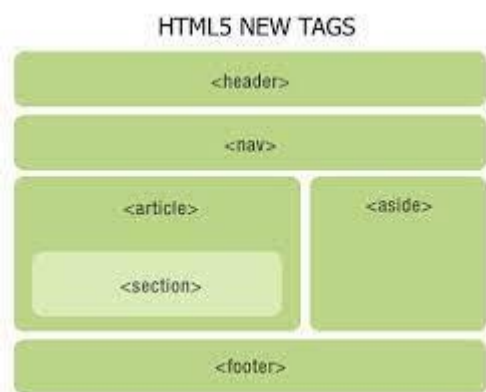 HTML5 NEW TAGS
<header>
<nav>
<article>
<aside>
<section>
<footer>